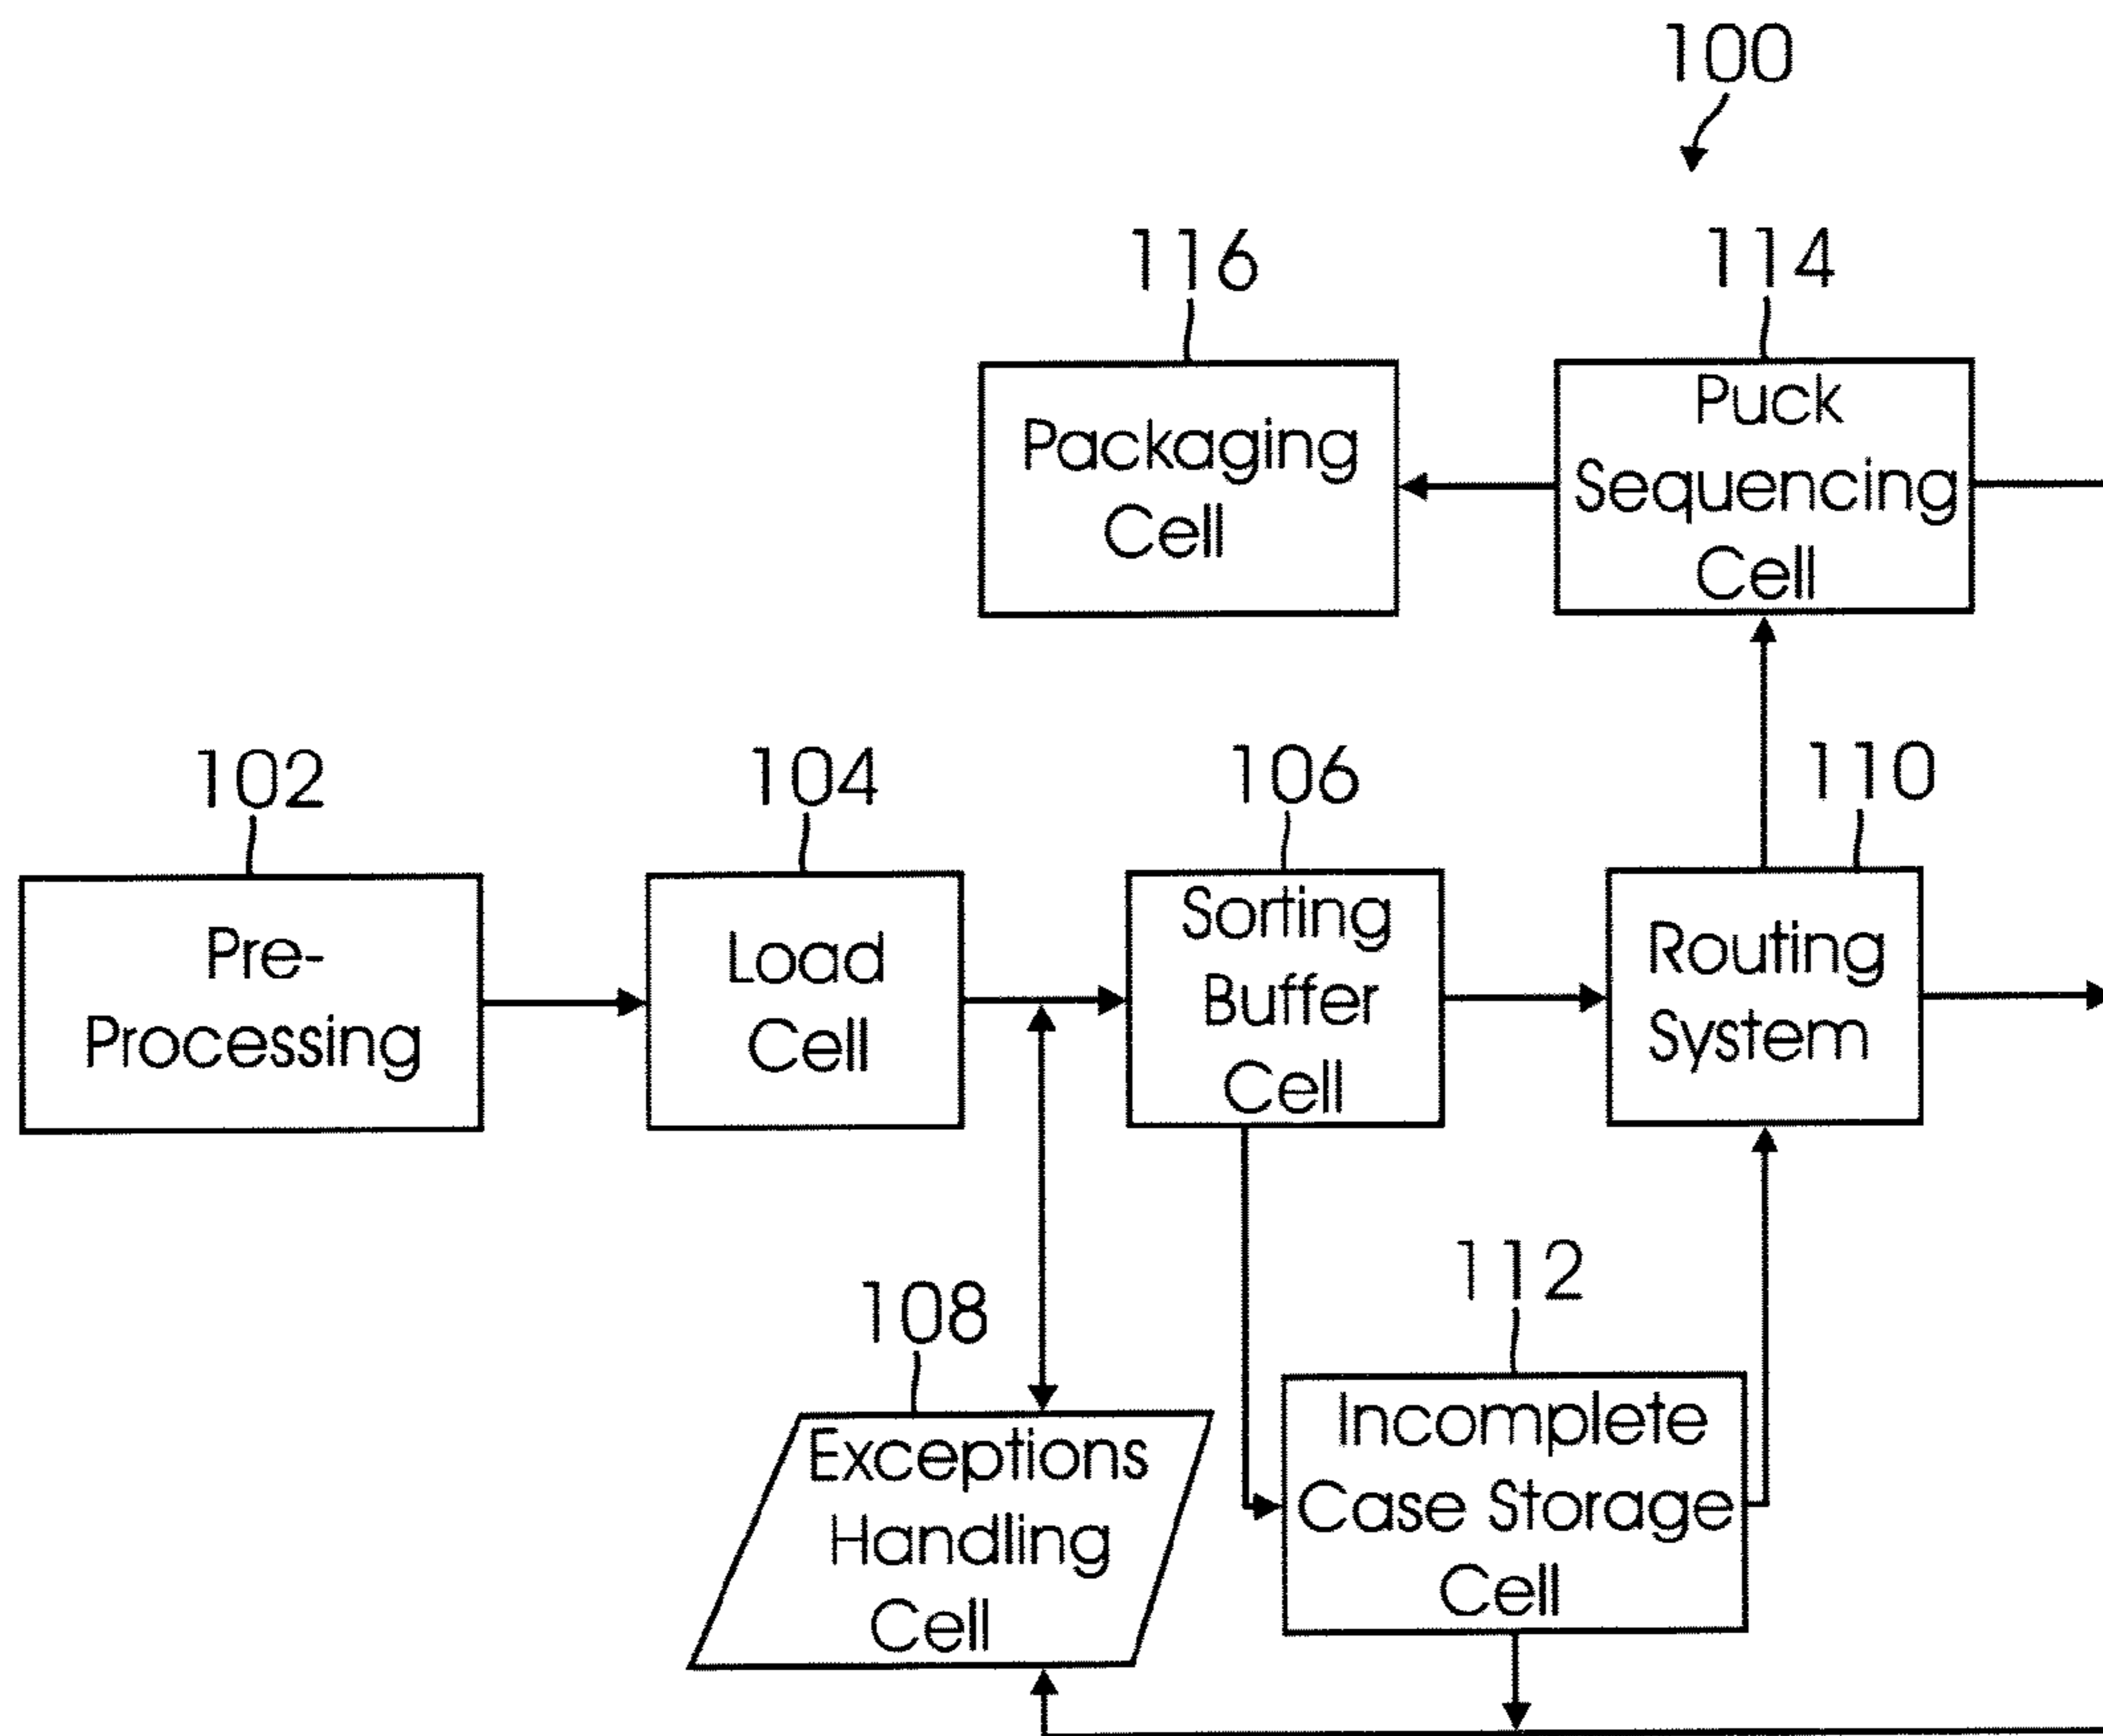 100
116
114
Packaging
Cell
Puck
Sequencing
Cell
102
104
106
110
Pre-
Processing
Load
Cell
Sorting
Buffer
Cell
Routing
System
108
112
Exceptions
Handling
Cell
Incomplete
Case Storage
Cell